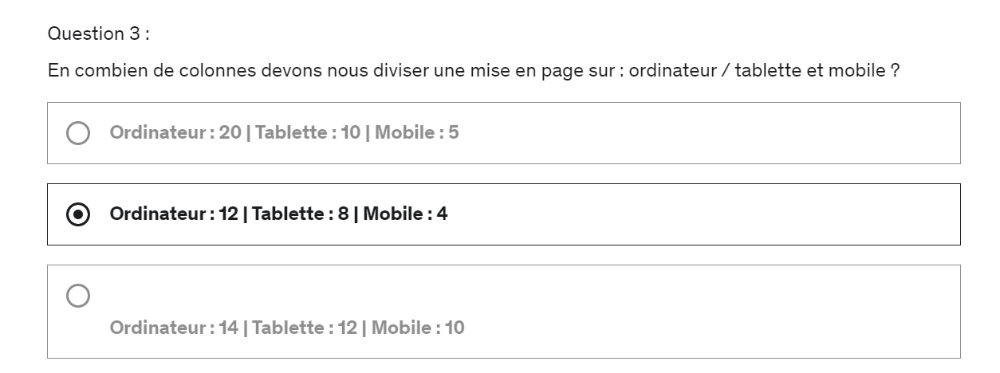 Question 3 :
En combien de colonnes devons nous diviser une mise en page sur : ordinateur / tablette et mobile ?
Ordinateur : 20 | Tablette : 10 | Mobile : 5
Ordinateur : 12 | Tablette : 8 | Mobile : 4
Ordinateur : 14 | Tablette : 12 | Mobile : 10